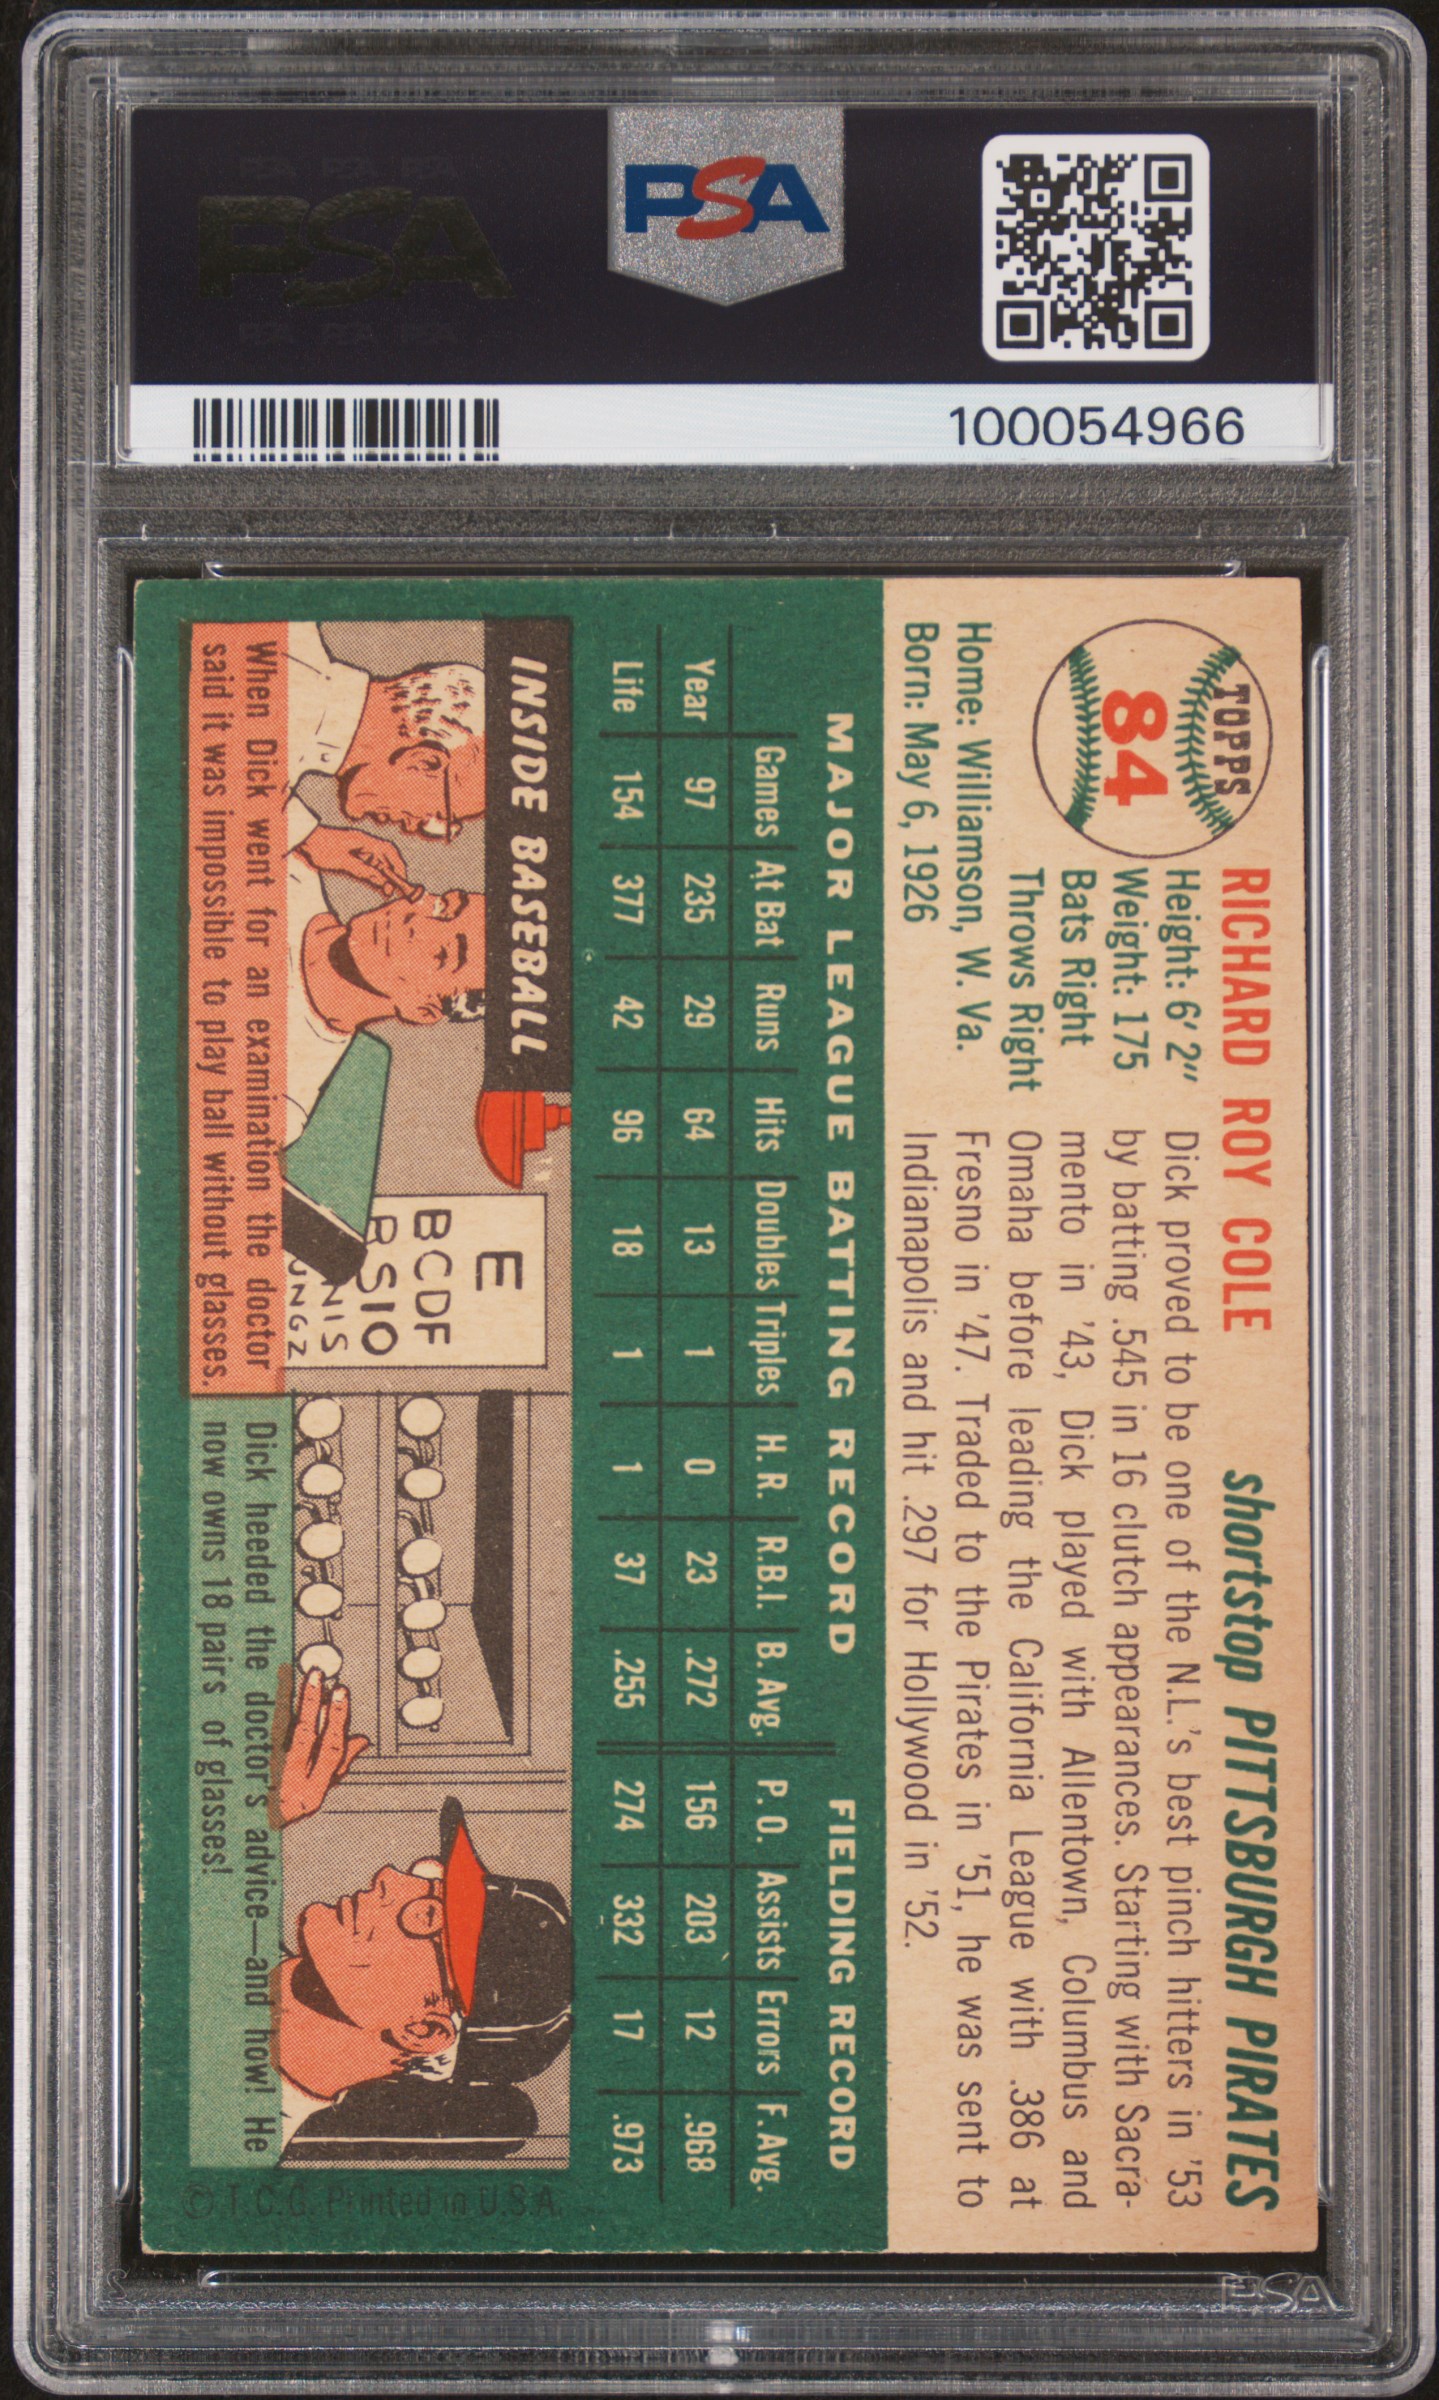 PSA
PSA
100054966
TOPPS
84
RICHARD ROY COLE
shortstop PITTSBURGH PIRATES
Height: 6' 2"
Weight: 175
Bats Right
Throws Right
Home: Williamson, W. Va.
Born: May 6, 1926
Dick proved to be one of the N.L.'s best pinch hitters in '53
by batting .545 in 16 clutch appearances. Starting with Sacra-
mento in '43, Dick played with Allentown, Columbus and
Omaha before leading the California League with .386 at
Fresno in '47. Traded to the Pirates in '51, he was sent to
Indianapolis and hit .297 for Hollywood in '52.
MAJOR LEAGUE BATTING RECORD FIELDING RECORD
Games At Bat Runs Hits Doubles Triples H. R. R.B.I. B. Avg. P. O. Assists Errors F. Avg.
Year 97 235 29 64 13 1 0 23 .272 156 203 12 .968
Life 154 377 42 96 18 1 1 37 .255 274 332 17 .973
INSIDE BASEBALL
E
BCDF
RSIO
NIS
UNGZ
When Dick went for an examination the doctor
said it was impossible to play ball without glasses.
Dick heeded the doctor's advice—and how! He
now owns 18 pairs of glasses!
© T.C.G. Printed in U.S.A.
PSA